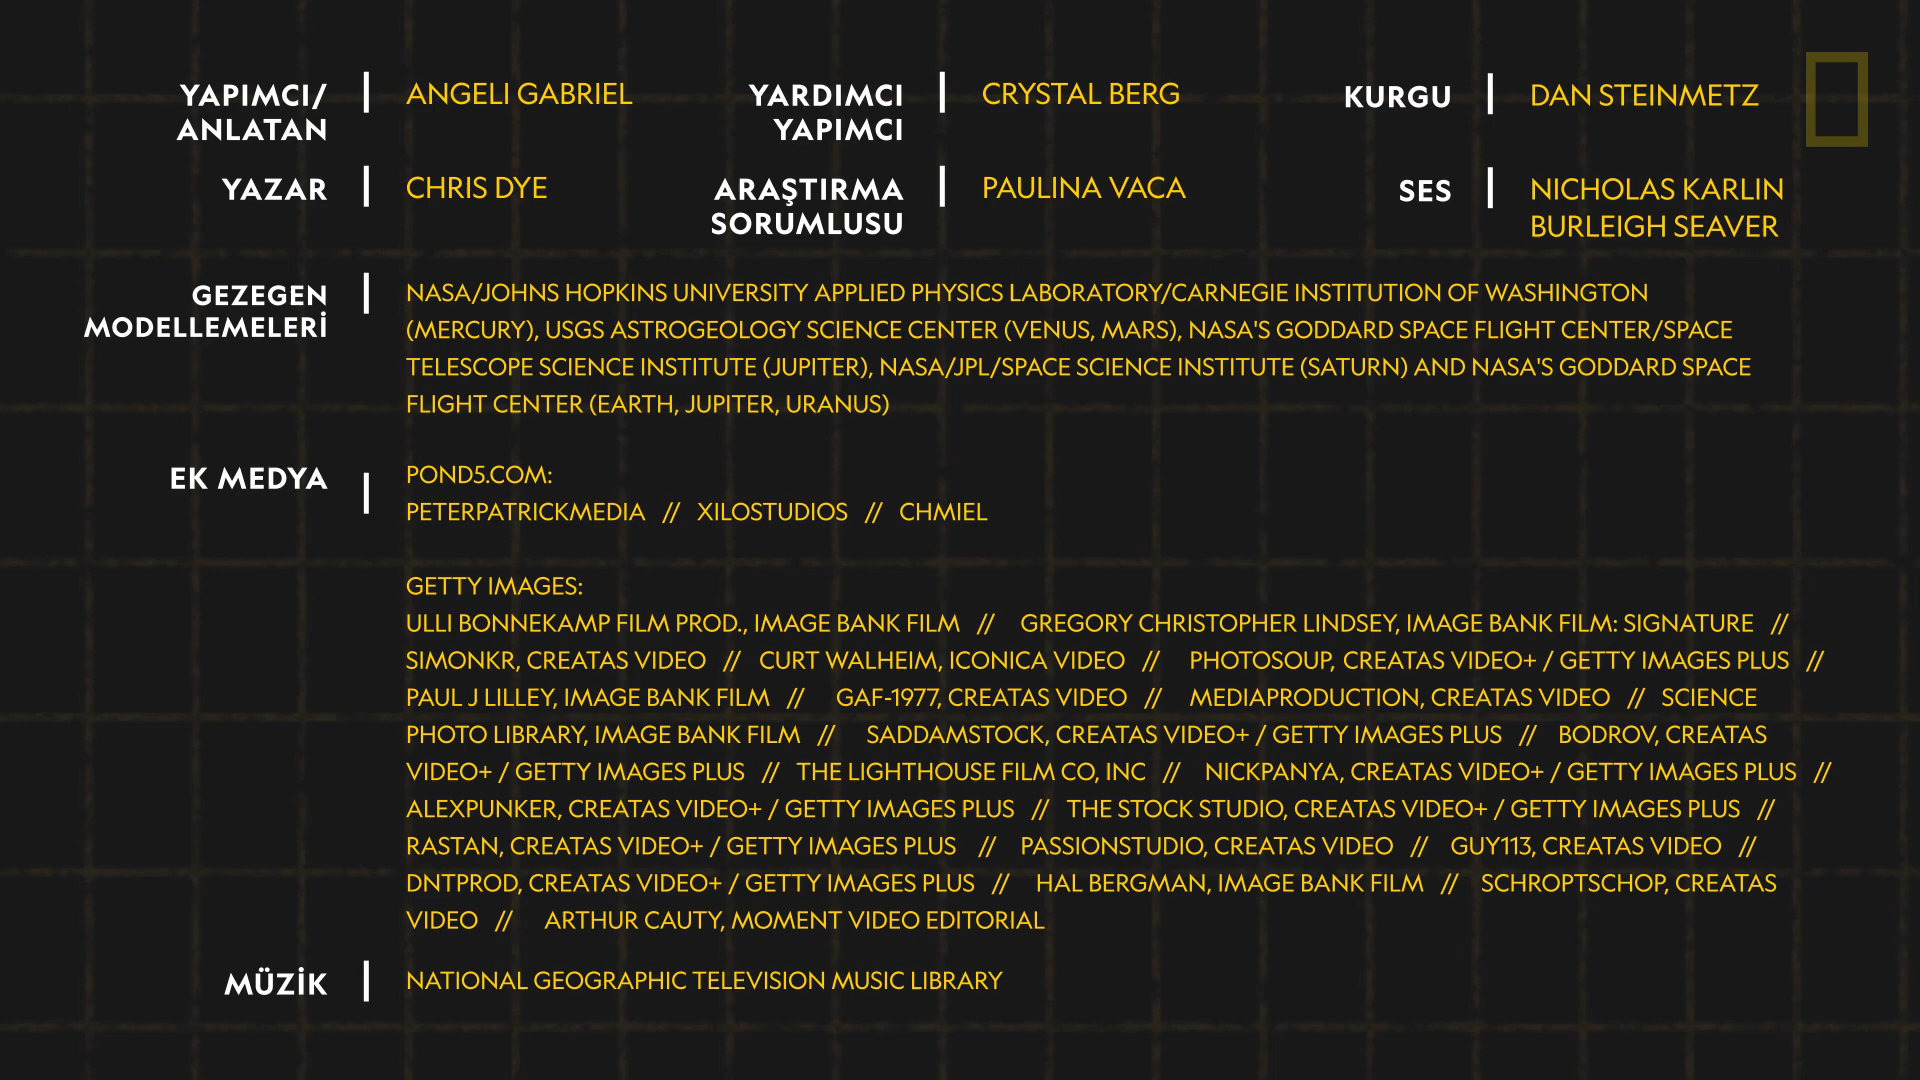 YAPIMCI/
ANLATAN
ANGELI GABRIEL
YARDIMCI
YAPIMCI
CRYSTAL BERG
KURGU
DAN STEINMETZ
YAZAR
CHRIS DYE
ARAŞTIRMA
SORUMLUSU
PAULINA VACA
SES
NICHOLAS KARLIN
BURLEIGH SEAVER
GEZEGEN
MODELLEMELERİ
NASA/JOHNS HOPKINS UNIVERSITY APPLIED PHYSICS LABORATORY/CARNEGIE INSTITUTION OF WASHINGTON
(MERCURY), USGS ASTROGEOLOGY SCIENCE CENTER (VENUS, MARS), NASA'S GODDARD SPACE FLIGHT CENTER/SPACE
TELESCOPE SCIENCE INSTITUTE (JUPITER), NASA/JPL/SPACE SCIENCE INSTITUTE (SATURN) AND NASA'S GODDARD SPACE
FLIGHT CENTER (EARTH, JUPITER, URANUS)
EK MEDYA
POND5.COM:
PETERPATRICKMEDIA // XILOSTUDIOS // CHMIEL
GETTY IMAGES:
ULLI BONNEKAMP FILM PROD., IMAGE BANK FILM // GREGORY CHRISTOPHER LINDSEY, IMAGE BANK FILM: SIGNATURE //
SIMONKR, CREATAS VIDEO // CURT WALHEIM, ICONICA VIDEO // PHOTOSOUP, CREATAS VIDEO+ / GETTY IMAGES PLUS //
PAUL J LILLEY, IMAGE BANK FILM // GAF-1977, CREATAS VIDEO // MEDIAPRODUCTION, CREATAS VIDEO // SCIENCE
PHOTO LIBRARY, IMAGE BANK FILM // SADDAMSTOCK, CREATAS VIDEO+ / GETTY IMAGES PLUS // BODROV, CREATAS
VIDEO+ / GETTY IMAGES PLUS // THE LIGHTHOUSE FILM CO, INC // NICKPANYA, CREATAS VIDEO+ / GETTY IMAGES PLUS //
ALEXPUNKER, CREATAS VIDEO+ / GETTY IMAGES PLUS // THE STOCK STUDIO, CREATAS VIDEO+ / GETTY IMAGES PLUS //
RASTAN, CREATAS VIDEO+ / GETTY IMAGES PLUS // PASSIONSTUDIO, CREATAS VIDEO // GUY113, CREATAS VIDEO //
DNTPROD, CREATAS VIDEO+ / GETTY IMAGES PLUS // HAL BERGMAN, IMAGE BANK FILM // SCHROPTSCHOP, CREATAS
VIDEO // ARTHUR CAUTY, MOMENT VIDEO EDITORIAL
MÜZİK
NATIONAL GEOGRAPHIC TELEVISION MUSIC LIBRARY